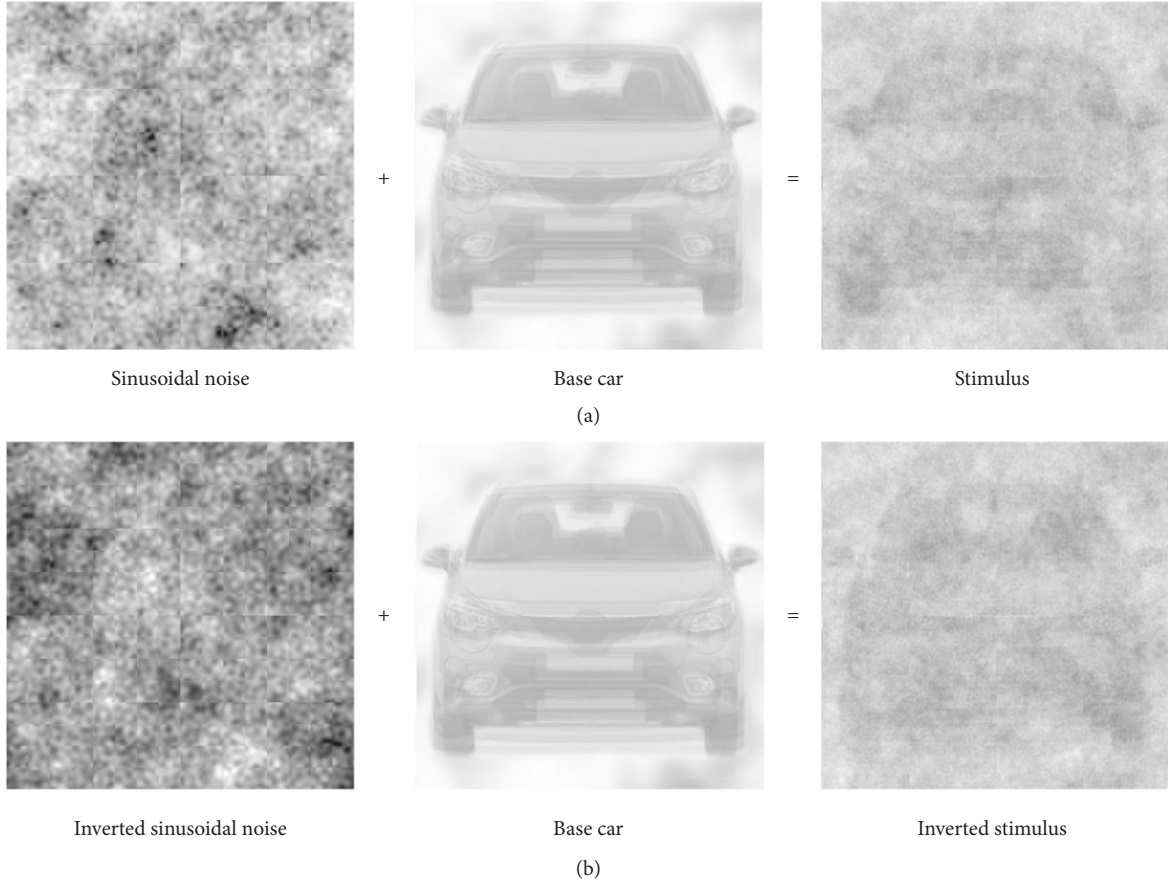 +
=
Sinusoidal noise
Base car
Stimulus
(a)
+
=
Inverted sinusoidal noise
Base car
Inverted stimulus
(b)